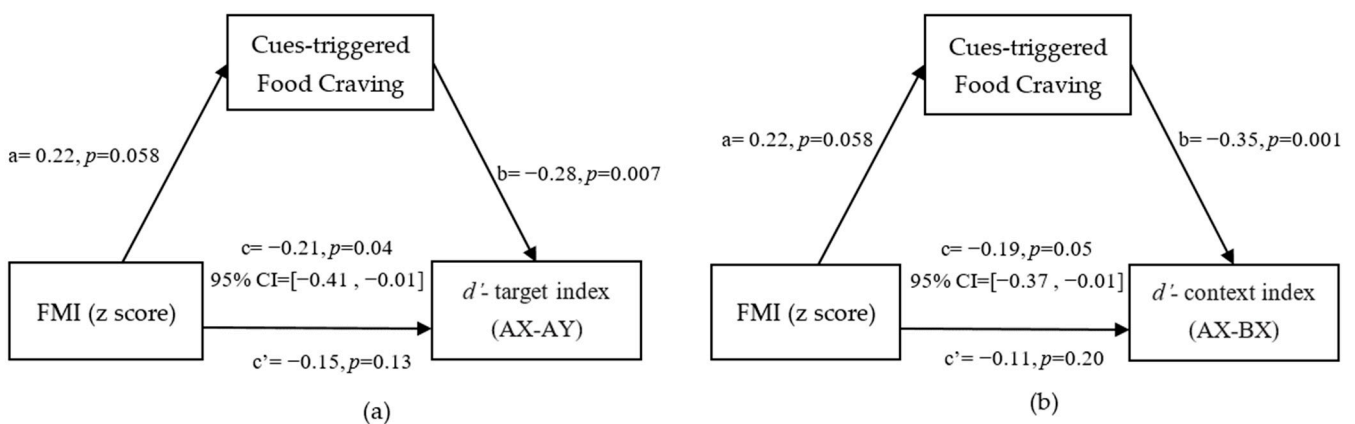 Cues-triggered
Food Craving
a= 0.22, p=0.058
b= −0.28, p=0.007
c= −0.21, p=0.04
95% CI=[−0.41 , −0.01]
FMI (z score)
d′- target index
(AX-AY)
c’= −0.15, p=0.13
(a)
Cues-triggered
Food Craving
a= 0.22, p=0.058
b= −0.35, p=0.001
c= −0.19, p=0.05
95% CI=[−0.37 , −0.01]
FMI (z score)
d′- context index
(AX-BX)
c’= −0.11, p=0.20
(b)